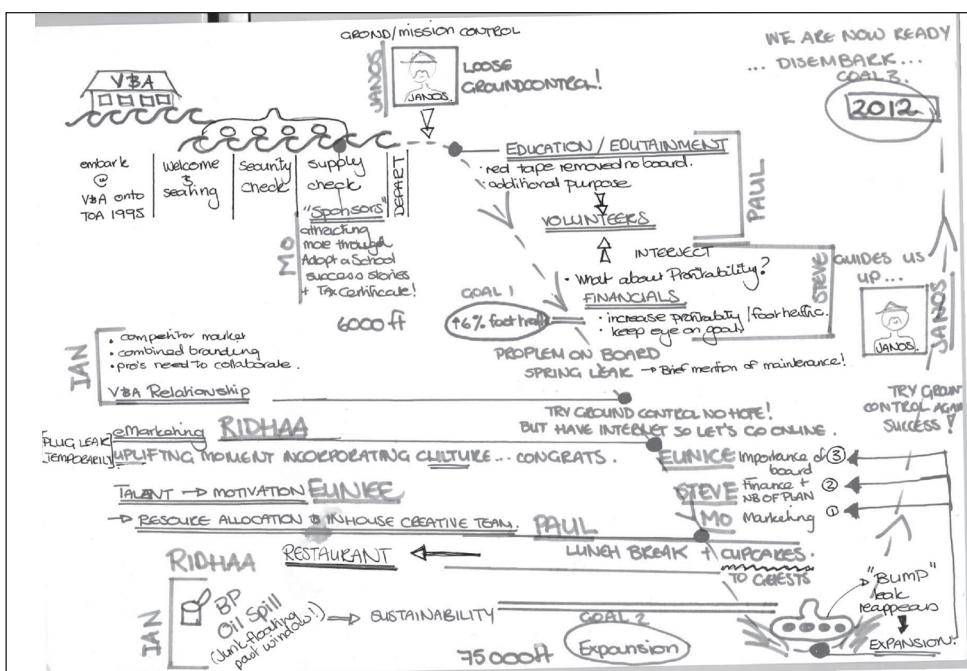 GROND/MISSION CONTROL
JANOS
JANOS.
LOOSE
GROUNDCONTROL!
WE ARE NOW READY
... DISEMBARK...
GOAL 3.
2012
V&A
embark
@
V&A onto
TOA 1995
welcome
&
seating
security
check
supply
check
DEPART
"Sponsors"
MO
attracting
more through
Adopt a School
success stories
+ Tax Certificate!
EDUCATION / EDUTAINMENT
• red tape removed no board.
• additional purpose
VOLUNTEERS
PAUL
INTERJECT
• What about Profitability?
FINANCIALS
• increase profitability / foot traffic.
• keep eye on goals
STEVE
GUIDES US
UP...
JANOS.
JANOS
GOAL 1
6% foot traffic
6000 ft
PROPLEM ON BOARD
SPRING LEAK → Brief mention of maintenance!
IAN
• competitor market
• combined branding
• pro's need to collaborate.
V&A Relationship
TRY GROUND CONTROL NO HOPE!
BUT HAVE INTERNET SO LET'S GO ONLINE.
TRY GROUN
CONTROL AGAIN
SUCCESS!
PLUG LEAK
TEMPORARILY
eMarketing RIDHAA
UPLIFTNG MOMENT INCORPORATING CULTURE... CONGRATS.
EUNICE Importance of 3
board
STEVE Finance + 2
NB OF PLAN
MO Marketing 1
TALENT → MOTIVATION EUNICE
→ RESOURCE ALLOCATION & INHOUSE CREATIVE TEAM. PAUL
LUNCH BREAK + CUPCAKES.
TO GUESTS
RIDHAA RESTAURANT
IAN
BP
Oil Spill
(Junk floating
past window!!)
→ SUSTAINABILITY
GOAL 2
Expansion
75000ft
"BUMP"
leak
reappears
EXPANSION.